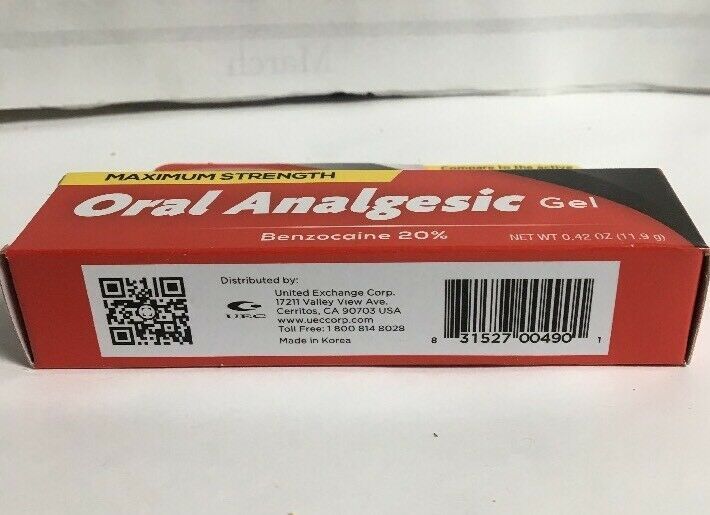 March
Compare to the active
MAXIMUM STRENGTH
Oral Analgesic Gel
Benzocaine 20%
NET WT 0.42 OZ (11.9 g)
Distributed by:
UEC
United Exchange Corp.
17211 Valley View Ave.
Cerritos, CA 90703 USA
www.ueccorp.com
Toll Free: 1 800 814 8028
Made in Korea
8 31527 00490 1